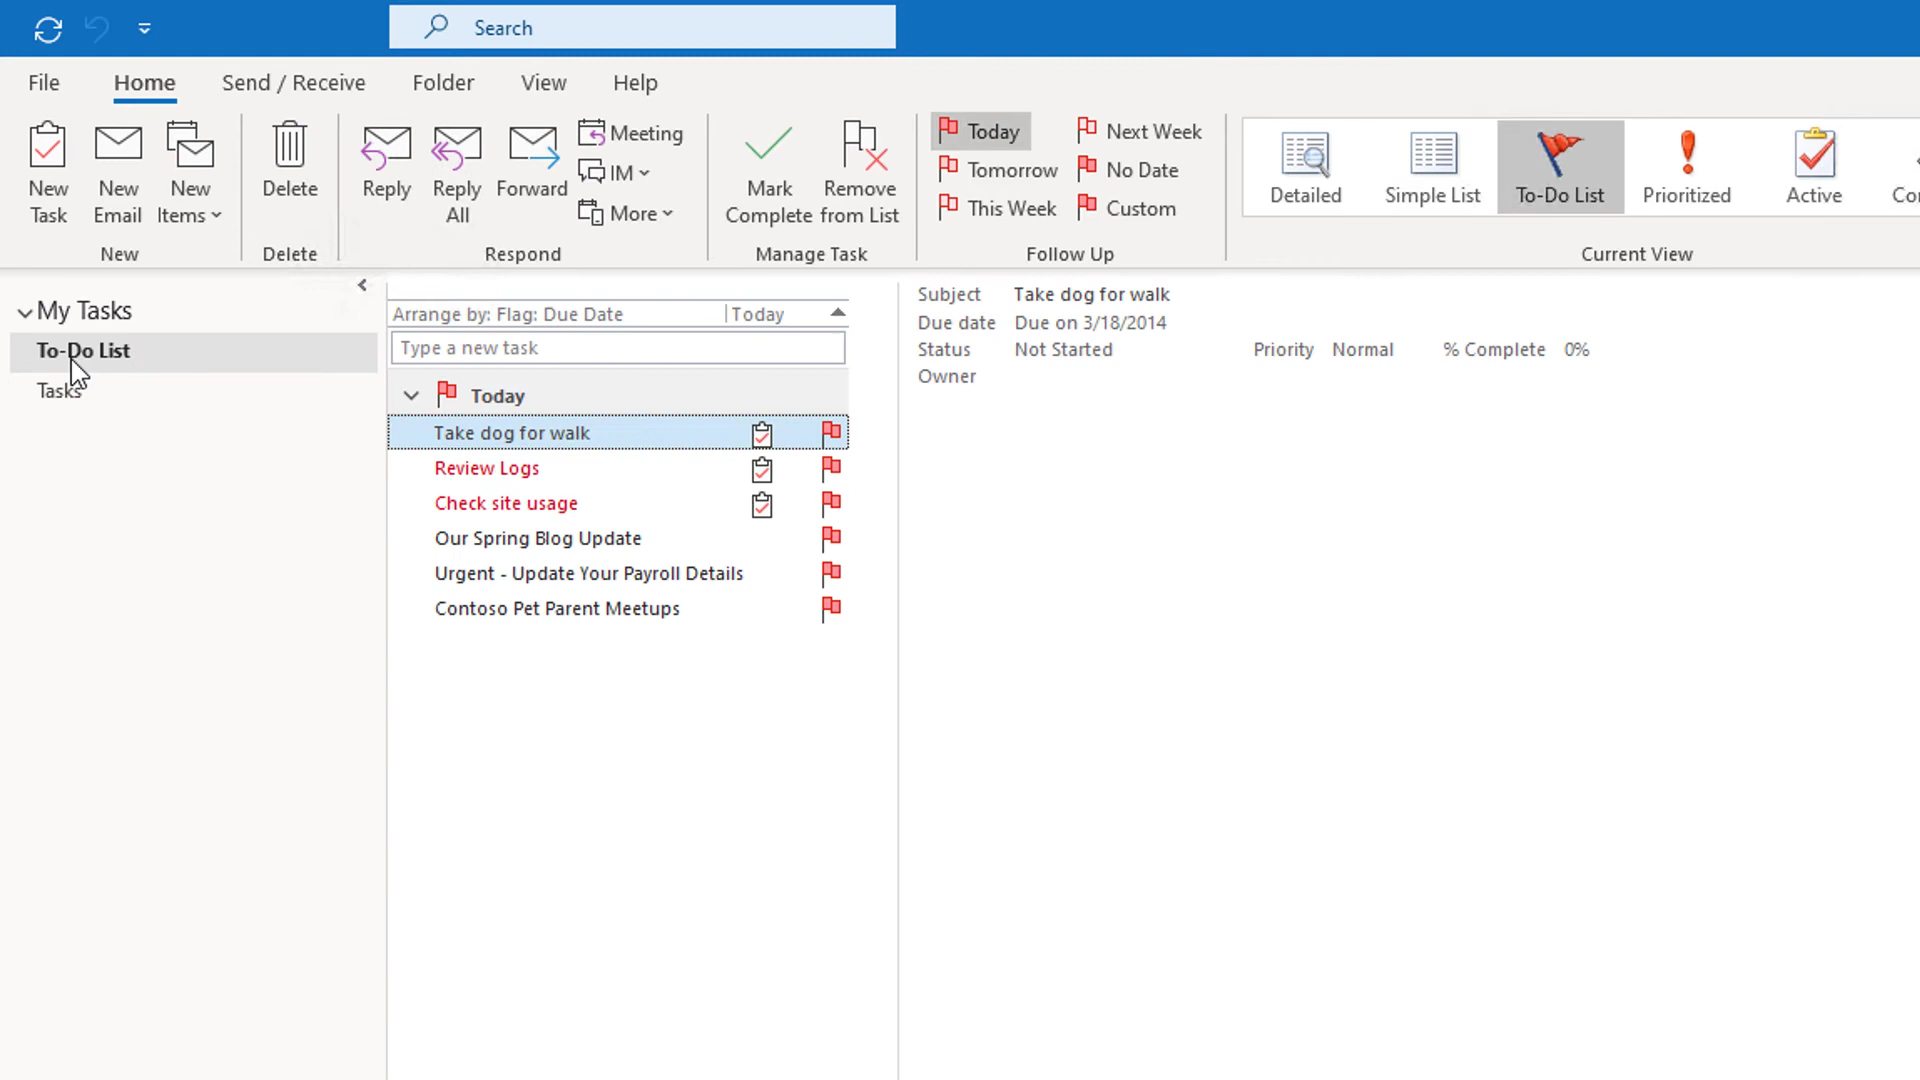 Search
File Home Send / Receive Folder View Help
New Task
New Email
New Items
New
Delete
Delete
Reply
Reply All
Forward
Meeting
IM
More
Respond
Mark Complete
Remove from List
Manage Task
Today
Tomorrow
This Week
Next Week
No Date
Custom
Follow Up
Detailed
Simple List
To-Do List
Prioritized
Active
Current View
My Tasks
To-Do List
Tasks
Arrange by: Flag: Due Date Today
Type a new task
Today
Take dog for walk
Review Logs
Check site usage
Our Spring Blog Update
Urgent - Update Your Payroll Details
Contoso Pet Parent Meetups
Subject Take dog for walk
Due date Due on 3/18/2014
Status Not Started Priority Normal % Complete 0%
Owner